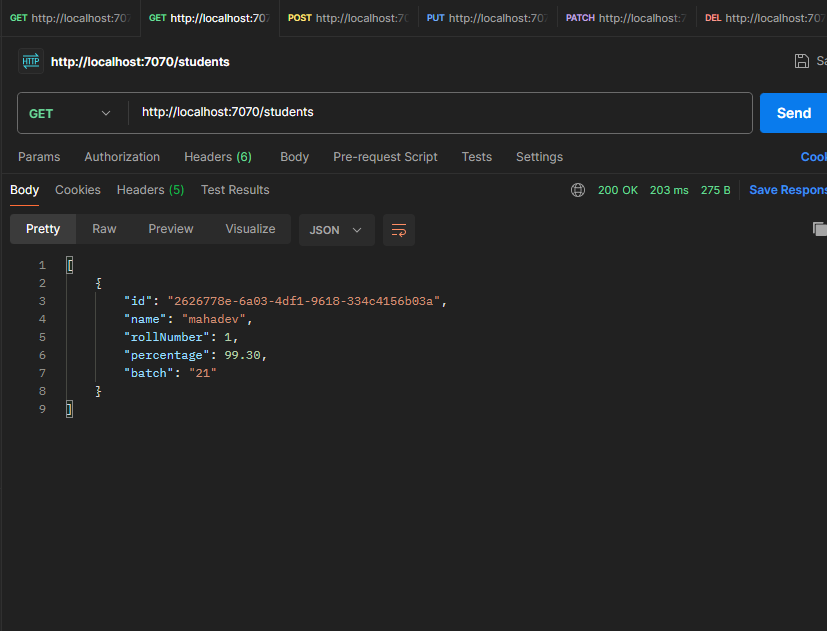 GET http://localhost:707 GET http://localhost:707 POST http://localhost:70 PUT http://localhost:707 PATCH http://localhost:7 DEL http://localhost:707
HTTP http://localhost:7070/students Sa
GET http://localhost:7070/students Send
Params Authorization Headers (6) Body Pre-request Script Tests Settings Cool
Body Cookies Headers (5) Test Results 200 OK 203 ms 275 B Save Respons
Pretty Raw Preview Visualize JSON
1 [
2 {
3 "id": "2626778e-6a03-4df1-9618-334c4156b03a",
4 "name": "mahadev",
5 "rollNumber": 1,
6 "percentage": 99.30,
7 "batch": "21"
8 }
9 ]